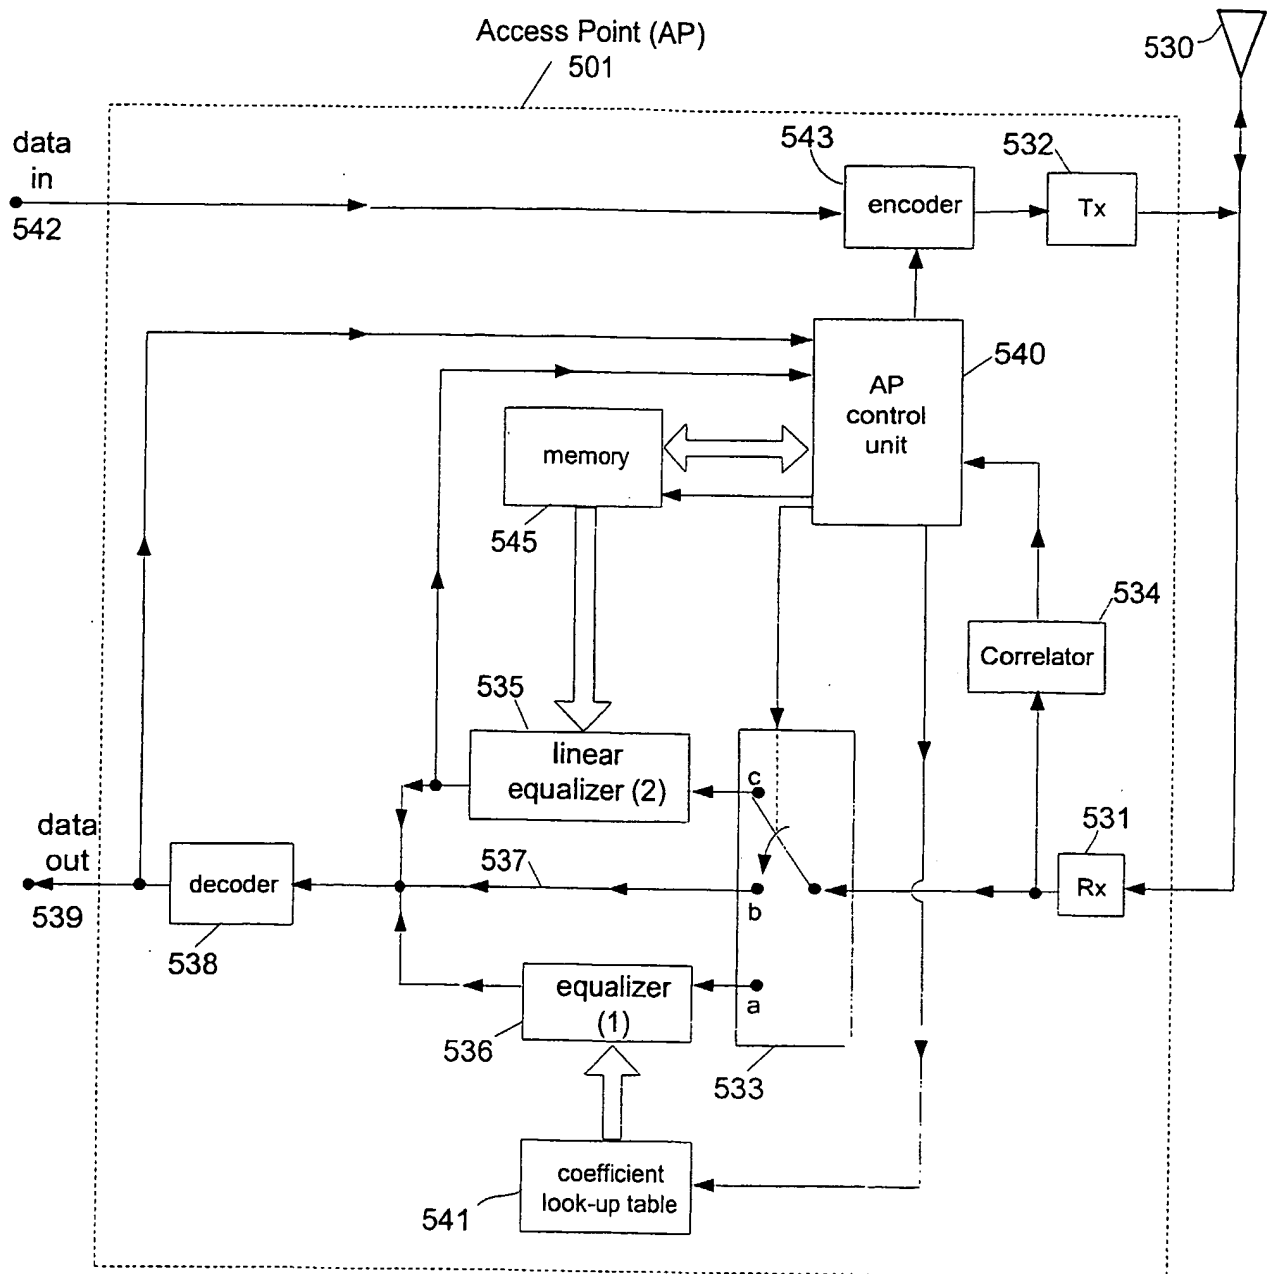 Access Point (AP)
501
530
data
in
542
543
532
encoder
Tx
540
AP
control
unit
memory
545
534
Correlator
535
linear
equalizer (2)
c
data
out
539
decoder
538
537
b
531
Rx
equalizer
(1)
536
a
533
coefficient
look-up table
541